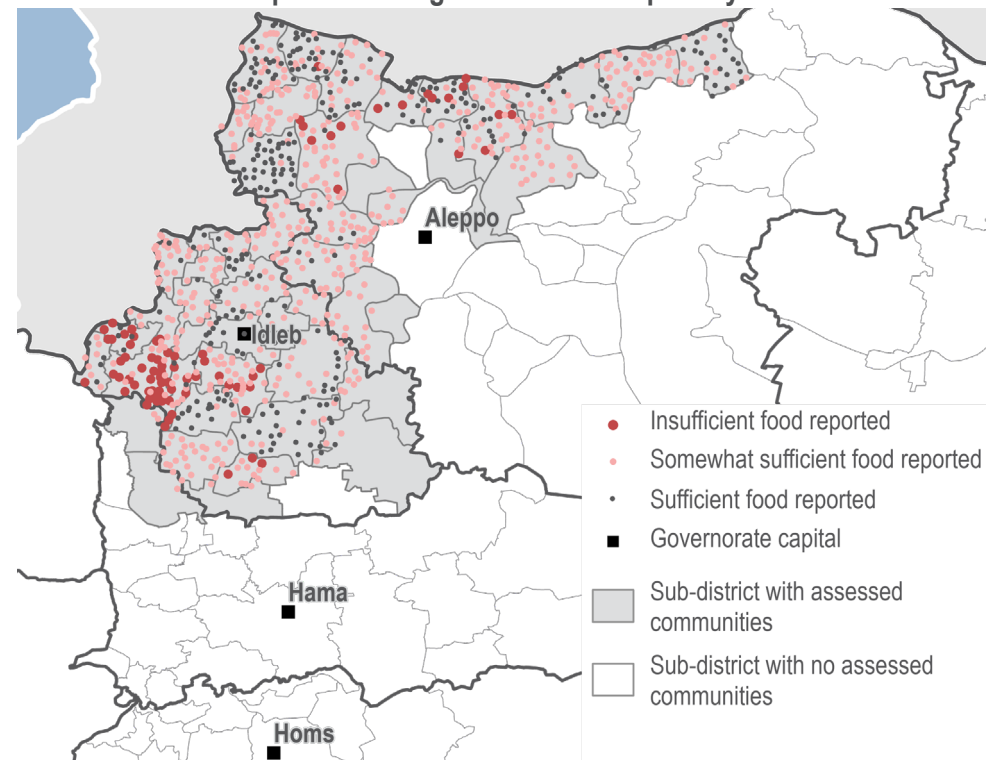 Aleppo
Idleb
Insufficient food reported
Somewhat sufficient food reported
Sufficient food reported
Governorate capital
Sub-district with assessed
communities
Sub-district with no assessed
communities
Hama
Homs